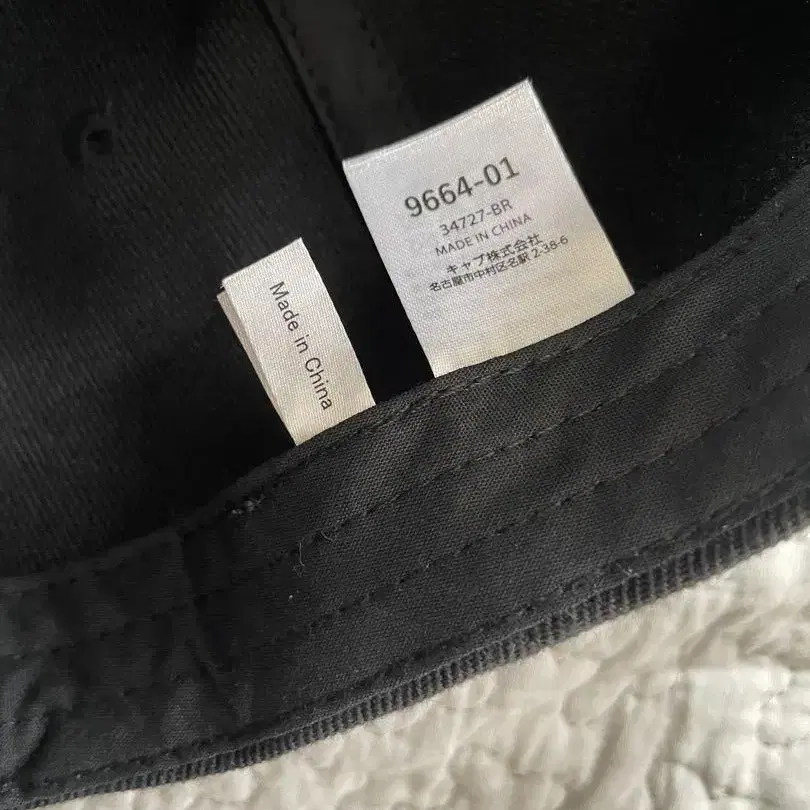 9664-01
34727-BR
MADE IN CHINA
キャブ株式会社
名古屋市中村区名駅 2-38-6
Made in China